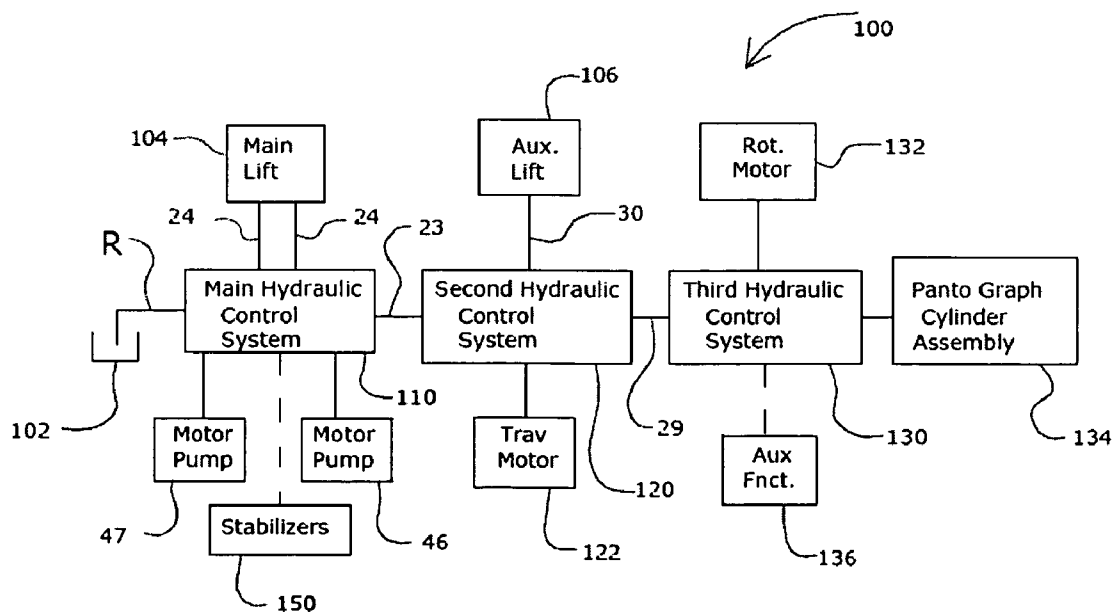 100
106
104
Main
Lift
Aux.
Lift
Rot.
Motor
132
24
24
23
30
R
Main Hydraulic
Control
System
Second Hydraulic
Control
System
Third Hydraulic
Control
System
Panto Graph
Cylinder
Assembly
110
102
Motor
Pump
Motor
Pump
Trav
Motor
29
Aux
Fnct.
130
134
120
47
Stabilizers
46
122
136
150